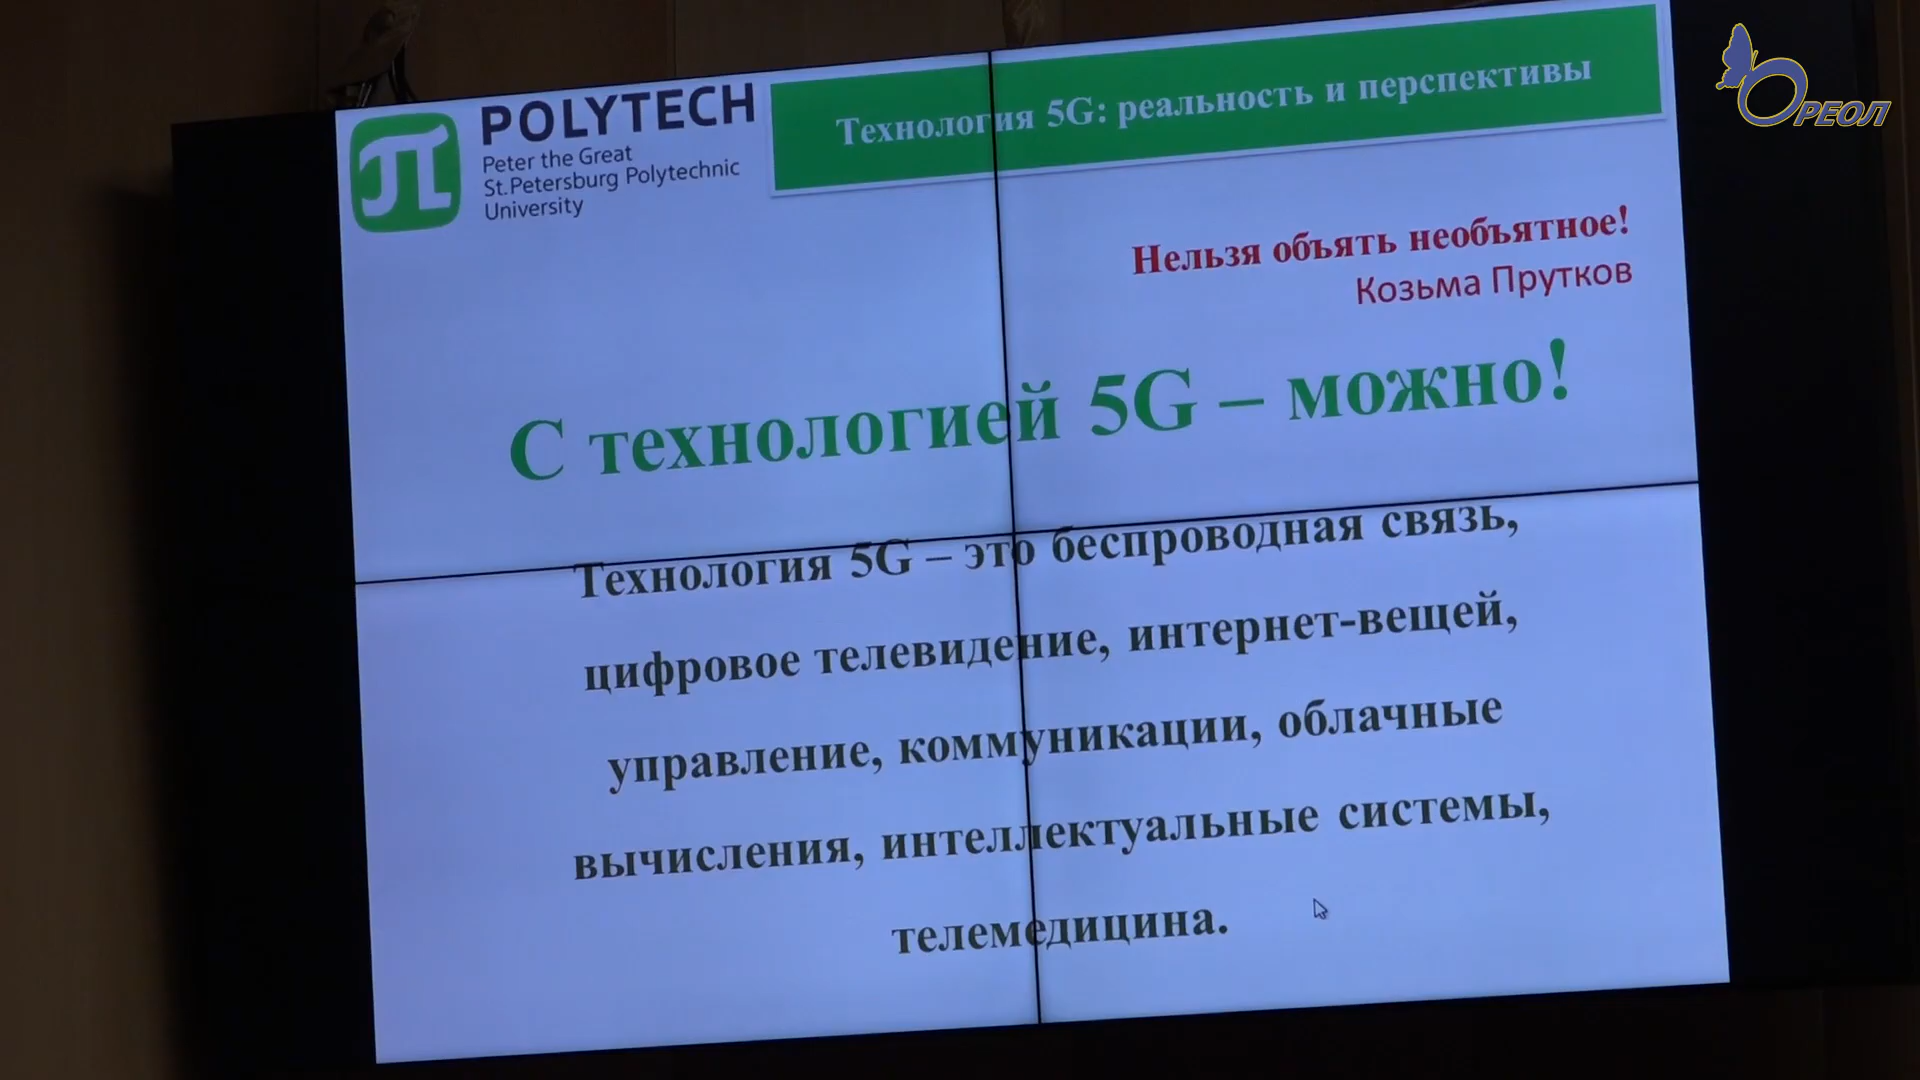 POLYTECH
Peter the Great
St.Petersburg Polytechnic
University
Технология 5G: реальность и перспективы
ОРЕОЛ
Нельзя объять необъятное!
Козьма Прутков
С технологией 5G – можно!
Технология 5G – это беспроводная связь,
цифровое телевидение, интернет-вещей,
управление, коммуникации, облачные
вычисления, интеллектуальные системы,
телемедицина.